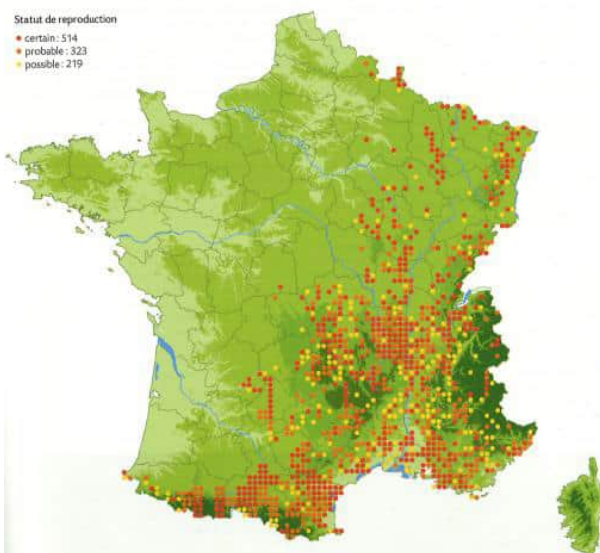 Statut de reproduction
certain : 514
probable : 323
possible : 219